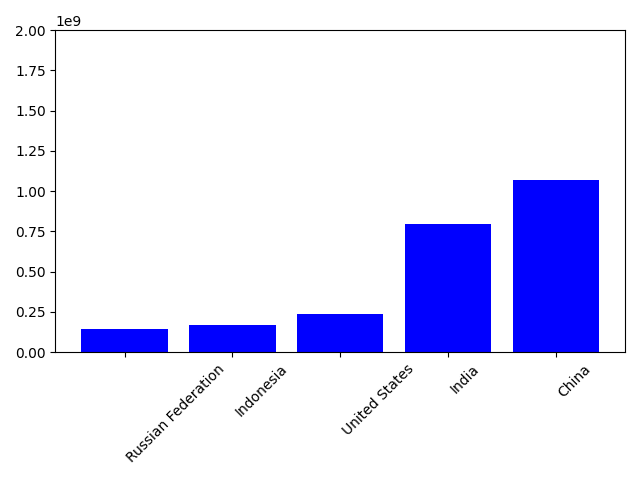 1e9
2.00
1.75
1.50
1.25
1.00
0.75
0.50
0.25
0.00
Russian Federation
Indonesia
United States
India
China